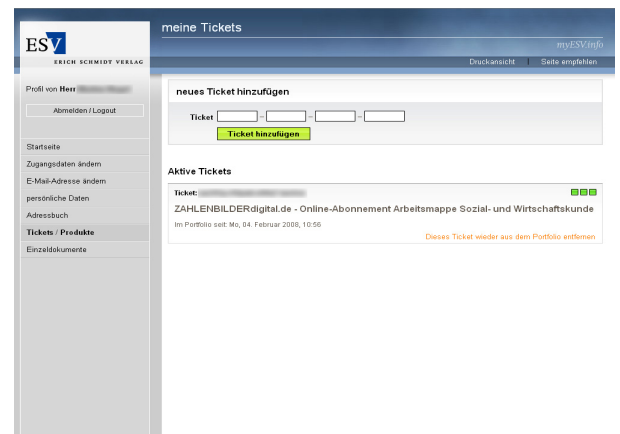 meine Tickets
ESV
ERICH SCHMIDT VERLAG
myESV.info
Druckansicht | Seite empfehlen
Profil von Herr
Abmelden / Logout
Startseite
Zugangsdaten ändern
E-Mail-Adresse ändern
persönliche Daten
Adressbuch
Tickets / Produkte
Einzeldokumente
neues Ticket hinzufügen
Ticket - - -
Ticket hinzufügen
Aktive Tickets
Ticket:
ZAHLENBILDERdigital.de - Online-Abonnement Arbeitsmappe Sozial- und Wirtschaftskunde
Im Portfolio seit: Mo, 04. Februar 2008, 10:56
Dieses Ticket wieder aus dem Portfolio entfernen